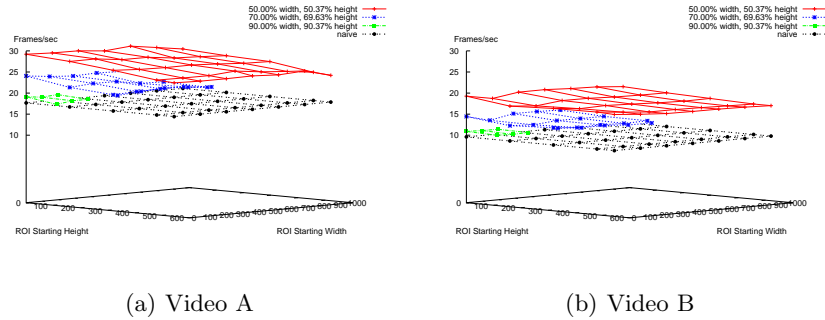 50.00% width, 50.37% height
70.00% width, 69.63% height
90.00% width, 90.37% height
naive
Frames/sec
30
25
20
15
10
0
100
200
300
400
500
600
0
100
200
300
400
500
600
700
800
900
1000
ROI Starting Height
ROI Starting Width
(a) Video A
50.00% width, 50.37% height
70.00% width, 69.63% height
90.00% width, 90.37% height
naive
Frames/sec
30
25
20
15
10
0
100
200
300
400
500
600
0
100
200
300
400
500
600
700
800
900
1000
ROI Starting Height
ROI Starting Width
(b) Video B